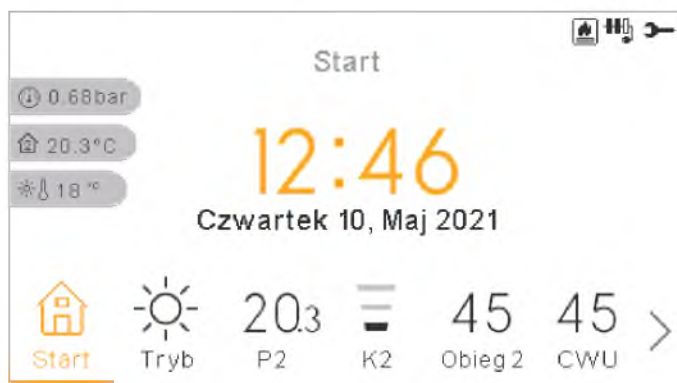 Start
0.68bar
20.3°C
18 °C
12:46
Czwartek 10, Maj 2021
20.3 45 45
Start Tryb P2 K2 Obieg 2 CWU